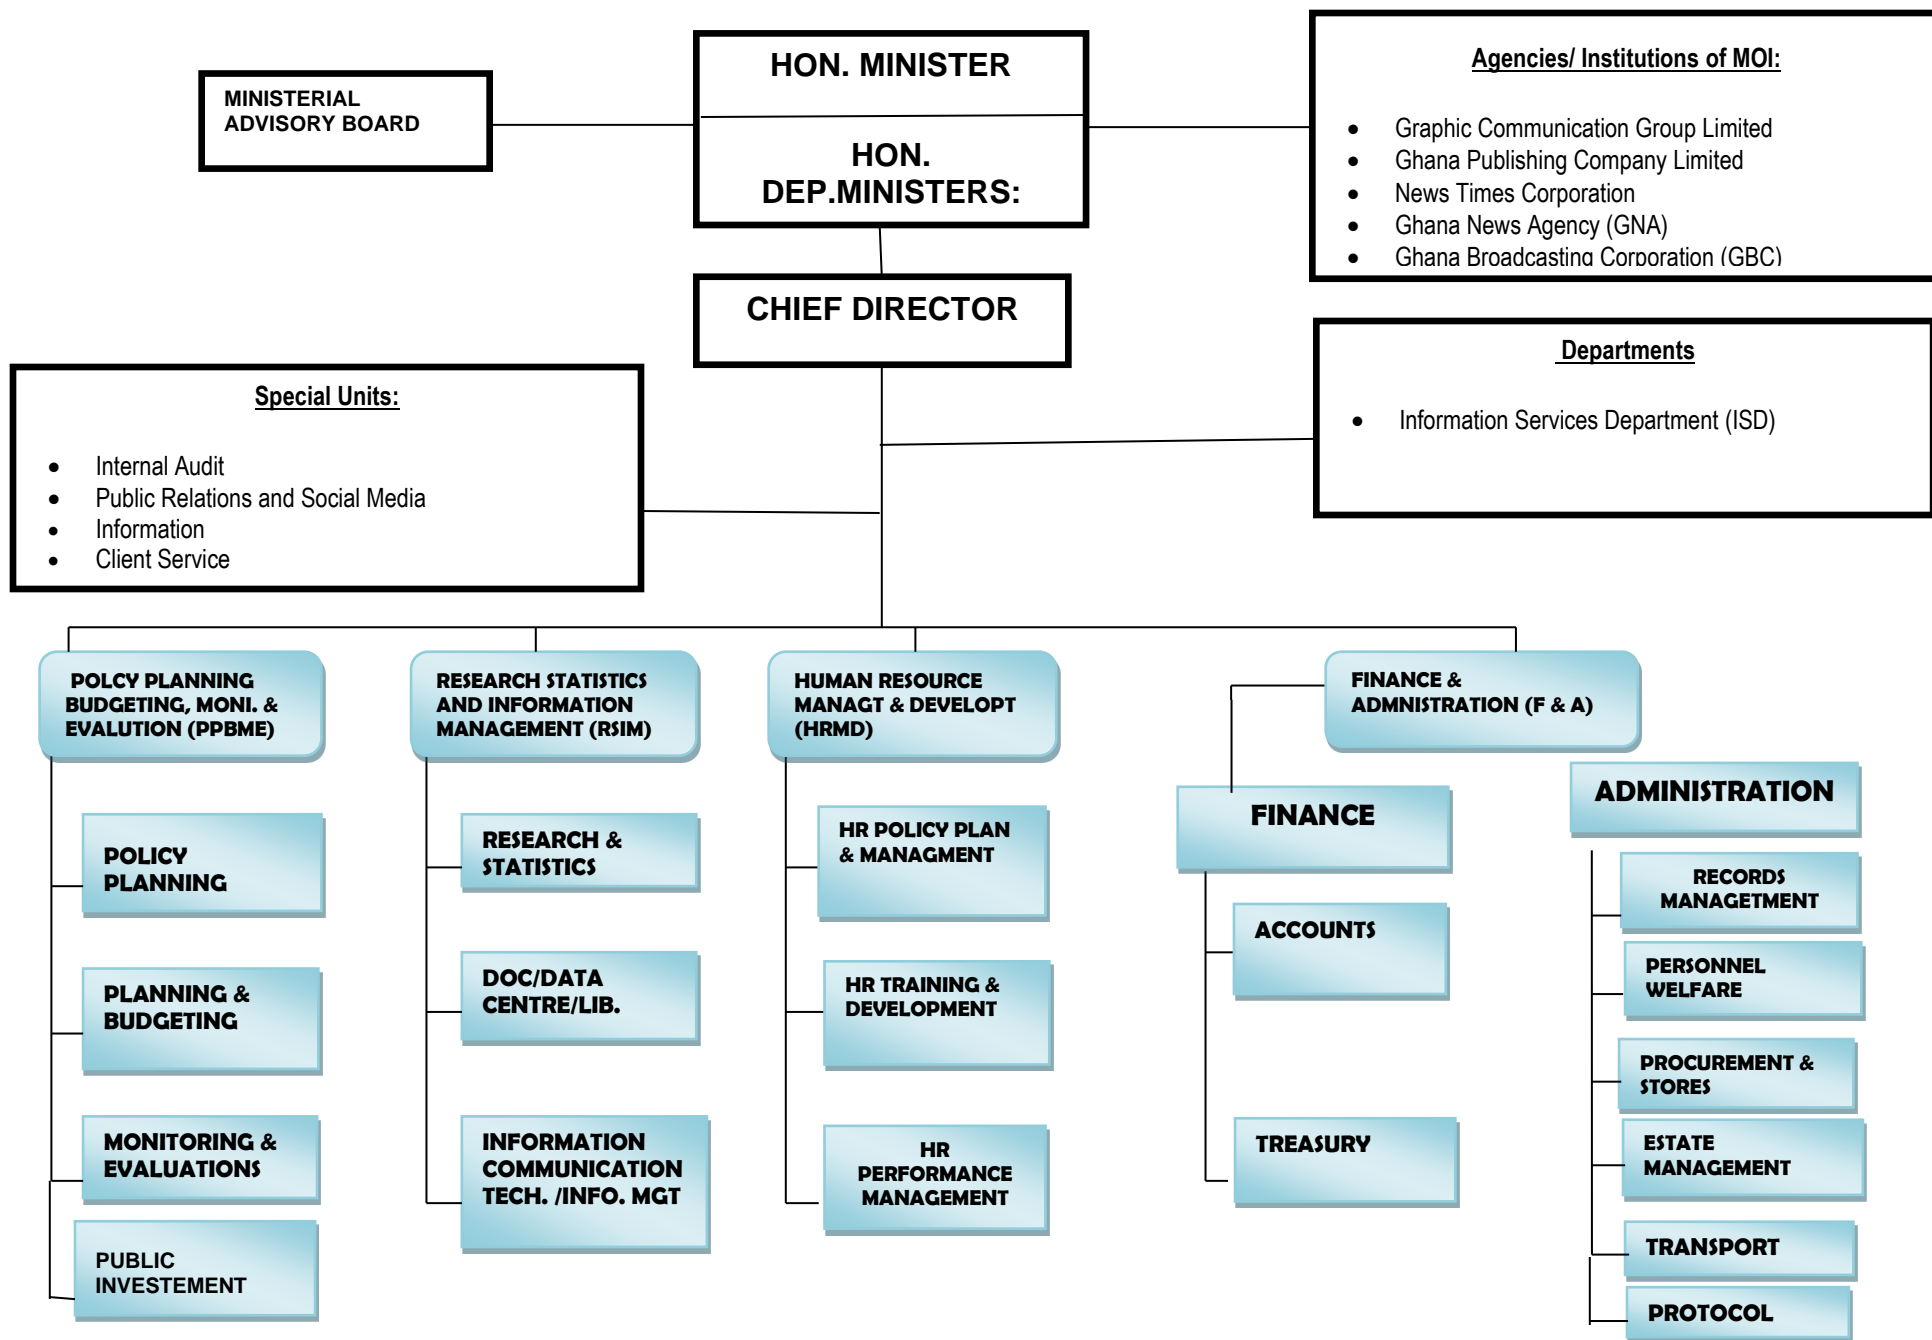 HON. MINISTER
HON.
DEP.MINISTERS:
MINISTERIAL
ADVISORY BOARD
Agencies/ Institutions of MOI:
• Graphic Communication Group Limited
• Ghana Publishing Company Limited
• News Times Corporation
• Ghana News Agency (GNA)
• Ghana Broadcasting Corporation (GBC)
CHIEF DIRECTOR
Departments
• Information Services Department (ISD)
Special Units:
• Internal Audit
• Public Relations and Social Media
• Information
• Client Service
POLCY PLANNING
BUDGETING, MONI. &
EVALUTION (PPBME)
POLICY
PLANNING
PLANNING &
BUDGETING
MONITORING &
EVALUATIONS
PUBLIC
INVESTEMENT
RESEARCH STATISTICS
AND INFORMATION
MANAGEMENT (RSIM)
RESEARCH &
STATISTICS
DOC/DATA
CENTRE/LIB.
INFORMATION
COMMUNICATION
TECH. /INFO. MGT
HUMAN RESOURCE
MANAGT & DEVELOPT
(HRMD)
HR POLICY PLAN
& MANAGMENT
HR TRAINING &
DEVELOPMENT
HR
PERFORMANCE
MANAGEMENT
FINANCE &
ADMNISTRATION (F & A)
FINANCE
ACCOUNTS
TREASURY
ADMINISTRATION
RECORDS
MANAGETMENT
PERSONNEL
WELFARE
PROCUREMENT &
STORES
ESTATE
MANAGEMENT
TRANSPORT
PROTOCOL